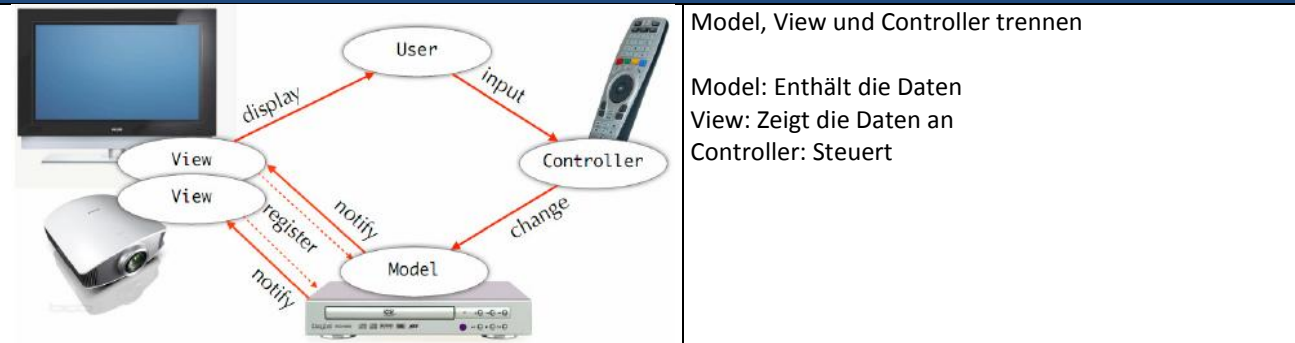 User
display
input
View
Controller
View
register
notify
change
notify
Model
Model, View und Controller trennen
Model: Enthält die Daten
View: Zeigt die Daten an
Controller: Steuert